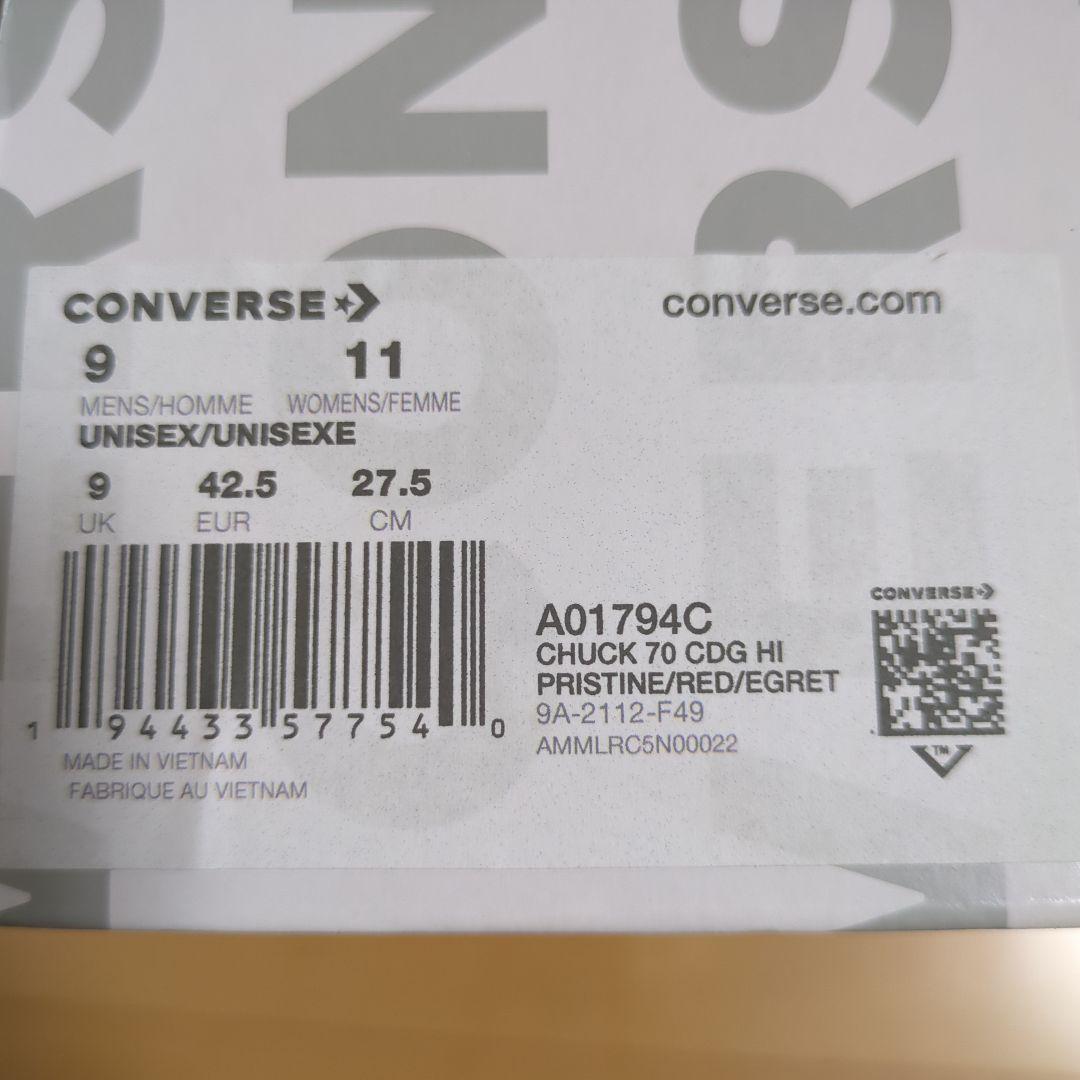 CONVERSE
converse.com
9 11
MENS/HOMME WOMENS/FEMME
UNISEX/UNISEXE
9 42.5 27.5
UK EUR CM
1 94433 57754 0
MADE IN VIETNAM
FABRIQUE AU VIETNAM
A01794C
CHUCK 70 CDG HI
PRISTINE/RED/EGRET
9A-2112-F49
AMMLRC5N00022
CONVERSE
TM